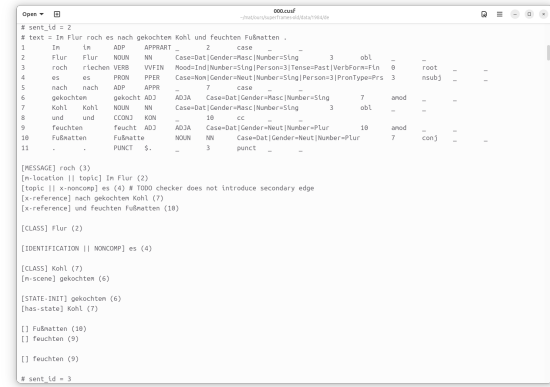 Open
000.cusf
# sent_id = 2
# text = Im Flur roch es nach gekochtem Kohl und feuchten Fußmatten .
1 Im im ADP APPRART _ 2 case _ _
2 Flur Flur NOUN NN Case=Dat|Gender=Masc|Number=Sing 3 obl _ _
3 roch riechen VERB VVFIN Mood=Ind|Number=Sing|Person=3|Tense=Past|VerbForm=Fin 0 root _ _
4 es es PRON PPER Case=Nom|Gender=Neut|Number=Sing|Person=3|PronType=Prs 3 nsubj _ _
5 nach nach ADP APPR _ 7 case _ _
6 gekochtem gekocht ADJ ADJA Case=Dat|Gender=Masc|Number=Sing 7 amod _ _
7 Kohl Kohl NOUN NN Case=Dat|Gender=Masc|Number=Sing 3 obl _ _
8 und und CCONJ KON _ 10 cc _ _
9 feuchten feucht ADJ ADJA Case=Dat|Gender=Neut|Number=Plur 10 amod _ _
10 Fußmatten Fußmatte NOUN NN Case=Dat|Gender=Neut|Number=Plur 7 conj _ _
11 . . PUNCT $. _ 3 punct _ _
[MESSAGE] roch (3)
[m-location || topic] Im Flur (2)
[topic || x-noncomp] es (4) # TODO checker does not introduce secondary edge
[x-reference] nach gekochtem Kohl (7)
[x-reference] und feuchten Fußmatten (10)
[CLASS] Flur (2)
[IDENTIFICATION || NONCOMP] es (4)
[CLASS] Kohl (7)
[m-scene] gekochtem (6)
[STATE-INIT] gekochtem (6)
[has-state] Kohl (7)
[] Fußmatten (10)
[] feuchten (9)
[] feuchten (9)
# sent_id = 3